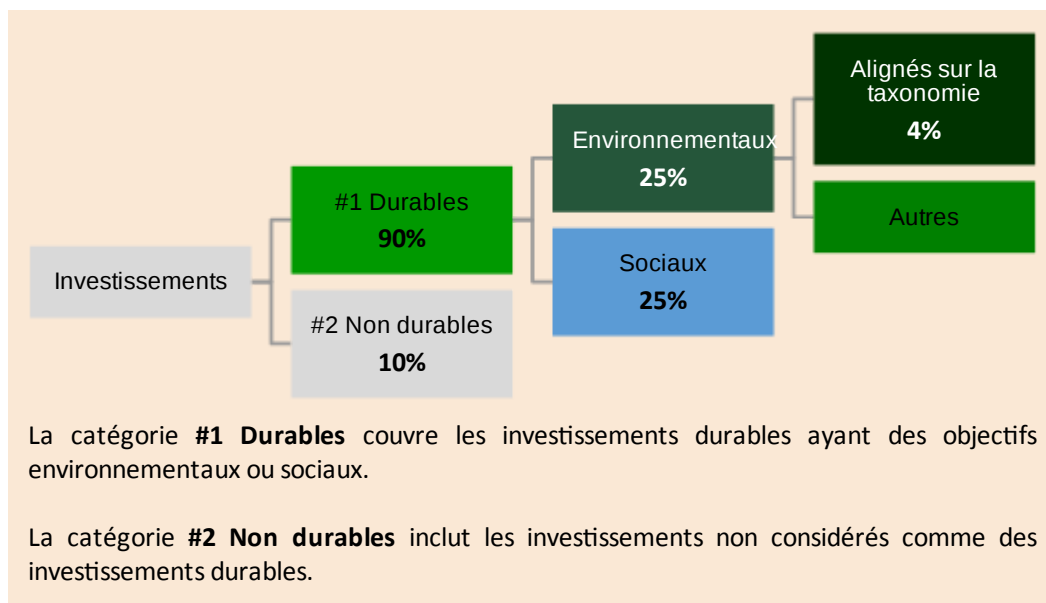 Investissements
#1 Durables
90%
#2 Non durables
10%
Environnementaux
25%
Sociaux
25%
Alignés sur la
taxonomie
4%
Autres
La catégorie #1 Durables couvre les investissements durables ayant des objectifs
environnementaux ou sociaux.
La catégorie #2 Non durables inclut les investissements non considérés comme des
investissements durables.